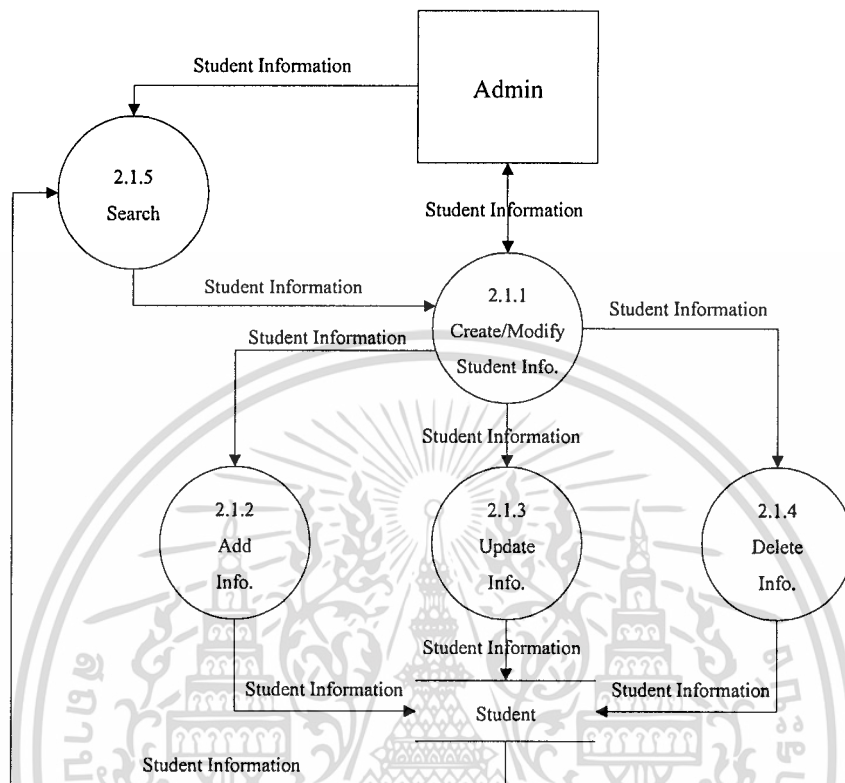 Student Information
Admin
2.1.5
Search
Student Information
Student Information
2.1.1
Create/Modify
Student Info.
Student Information
Student Information
Student Information
2.1.2
Add
Info.
2.1.3
Update
Info.
2.1.4
Delete
Info.
Student Information
Student Information
Student Information
Student
Student Information